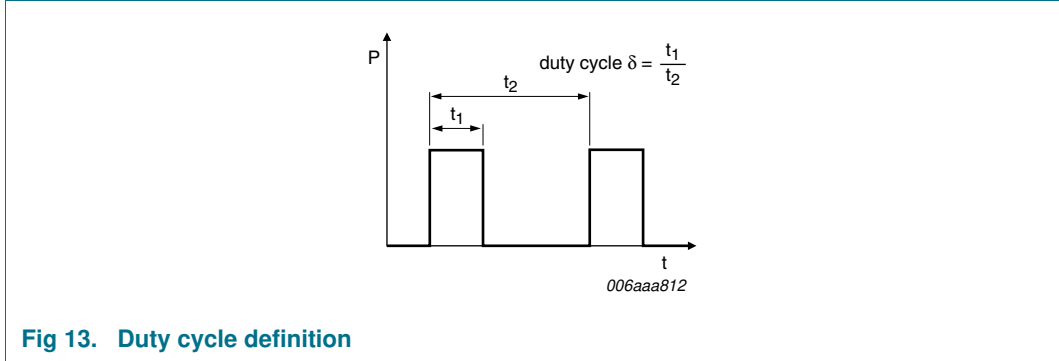 P
duty cycle δ = t1/t2
t2
t1
t
006aaa812
Fig 13. Duty cycle definition